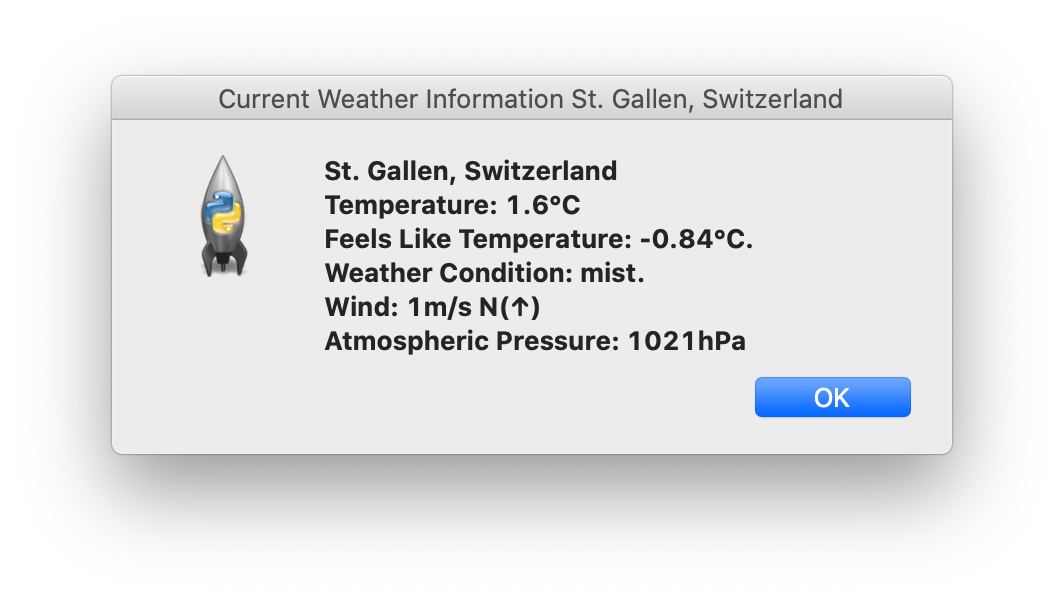 Current Weather Information St. Gallen, Switzerland
St. Gallen, Switzerland
Temperature: 1.6°C
Feels Like Temperature: -0.84°C.
Weather Condition: mist.
Wind: 1m/s N(↑)
Atmospheric Pressure: 1021hPa
OK